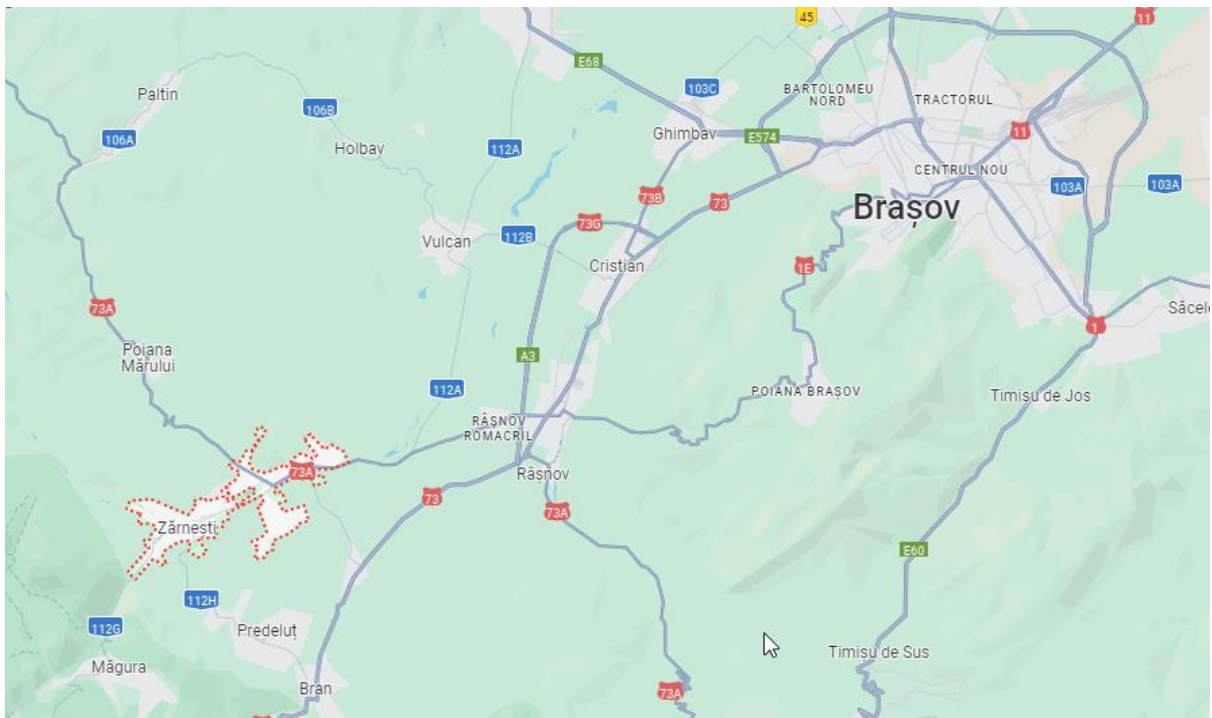 45
11
E68
Paltin
103C
BARTOLOMEU
NORD
TRACTORUL
106B
106A
Ghimbav
E574
11
Holbav
112A
CENTRUL NOU
103A
103A
73B
73
Brașov
73G
Vulcan
112B
Cristian
1E
73A
Săcele
1
A3
Poiana
Mărului
112A
POIANA BRAȘOV
Timișu de Jos
RÂȘNOV
ROMACRIL
73A
Râșnov
73
73A
Zărnești
E60
112H
112G
Predeluț
Timișu de Sus
Măgura
Bran
73A